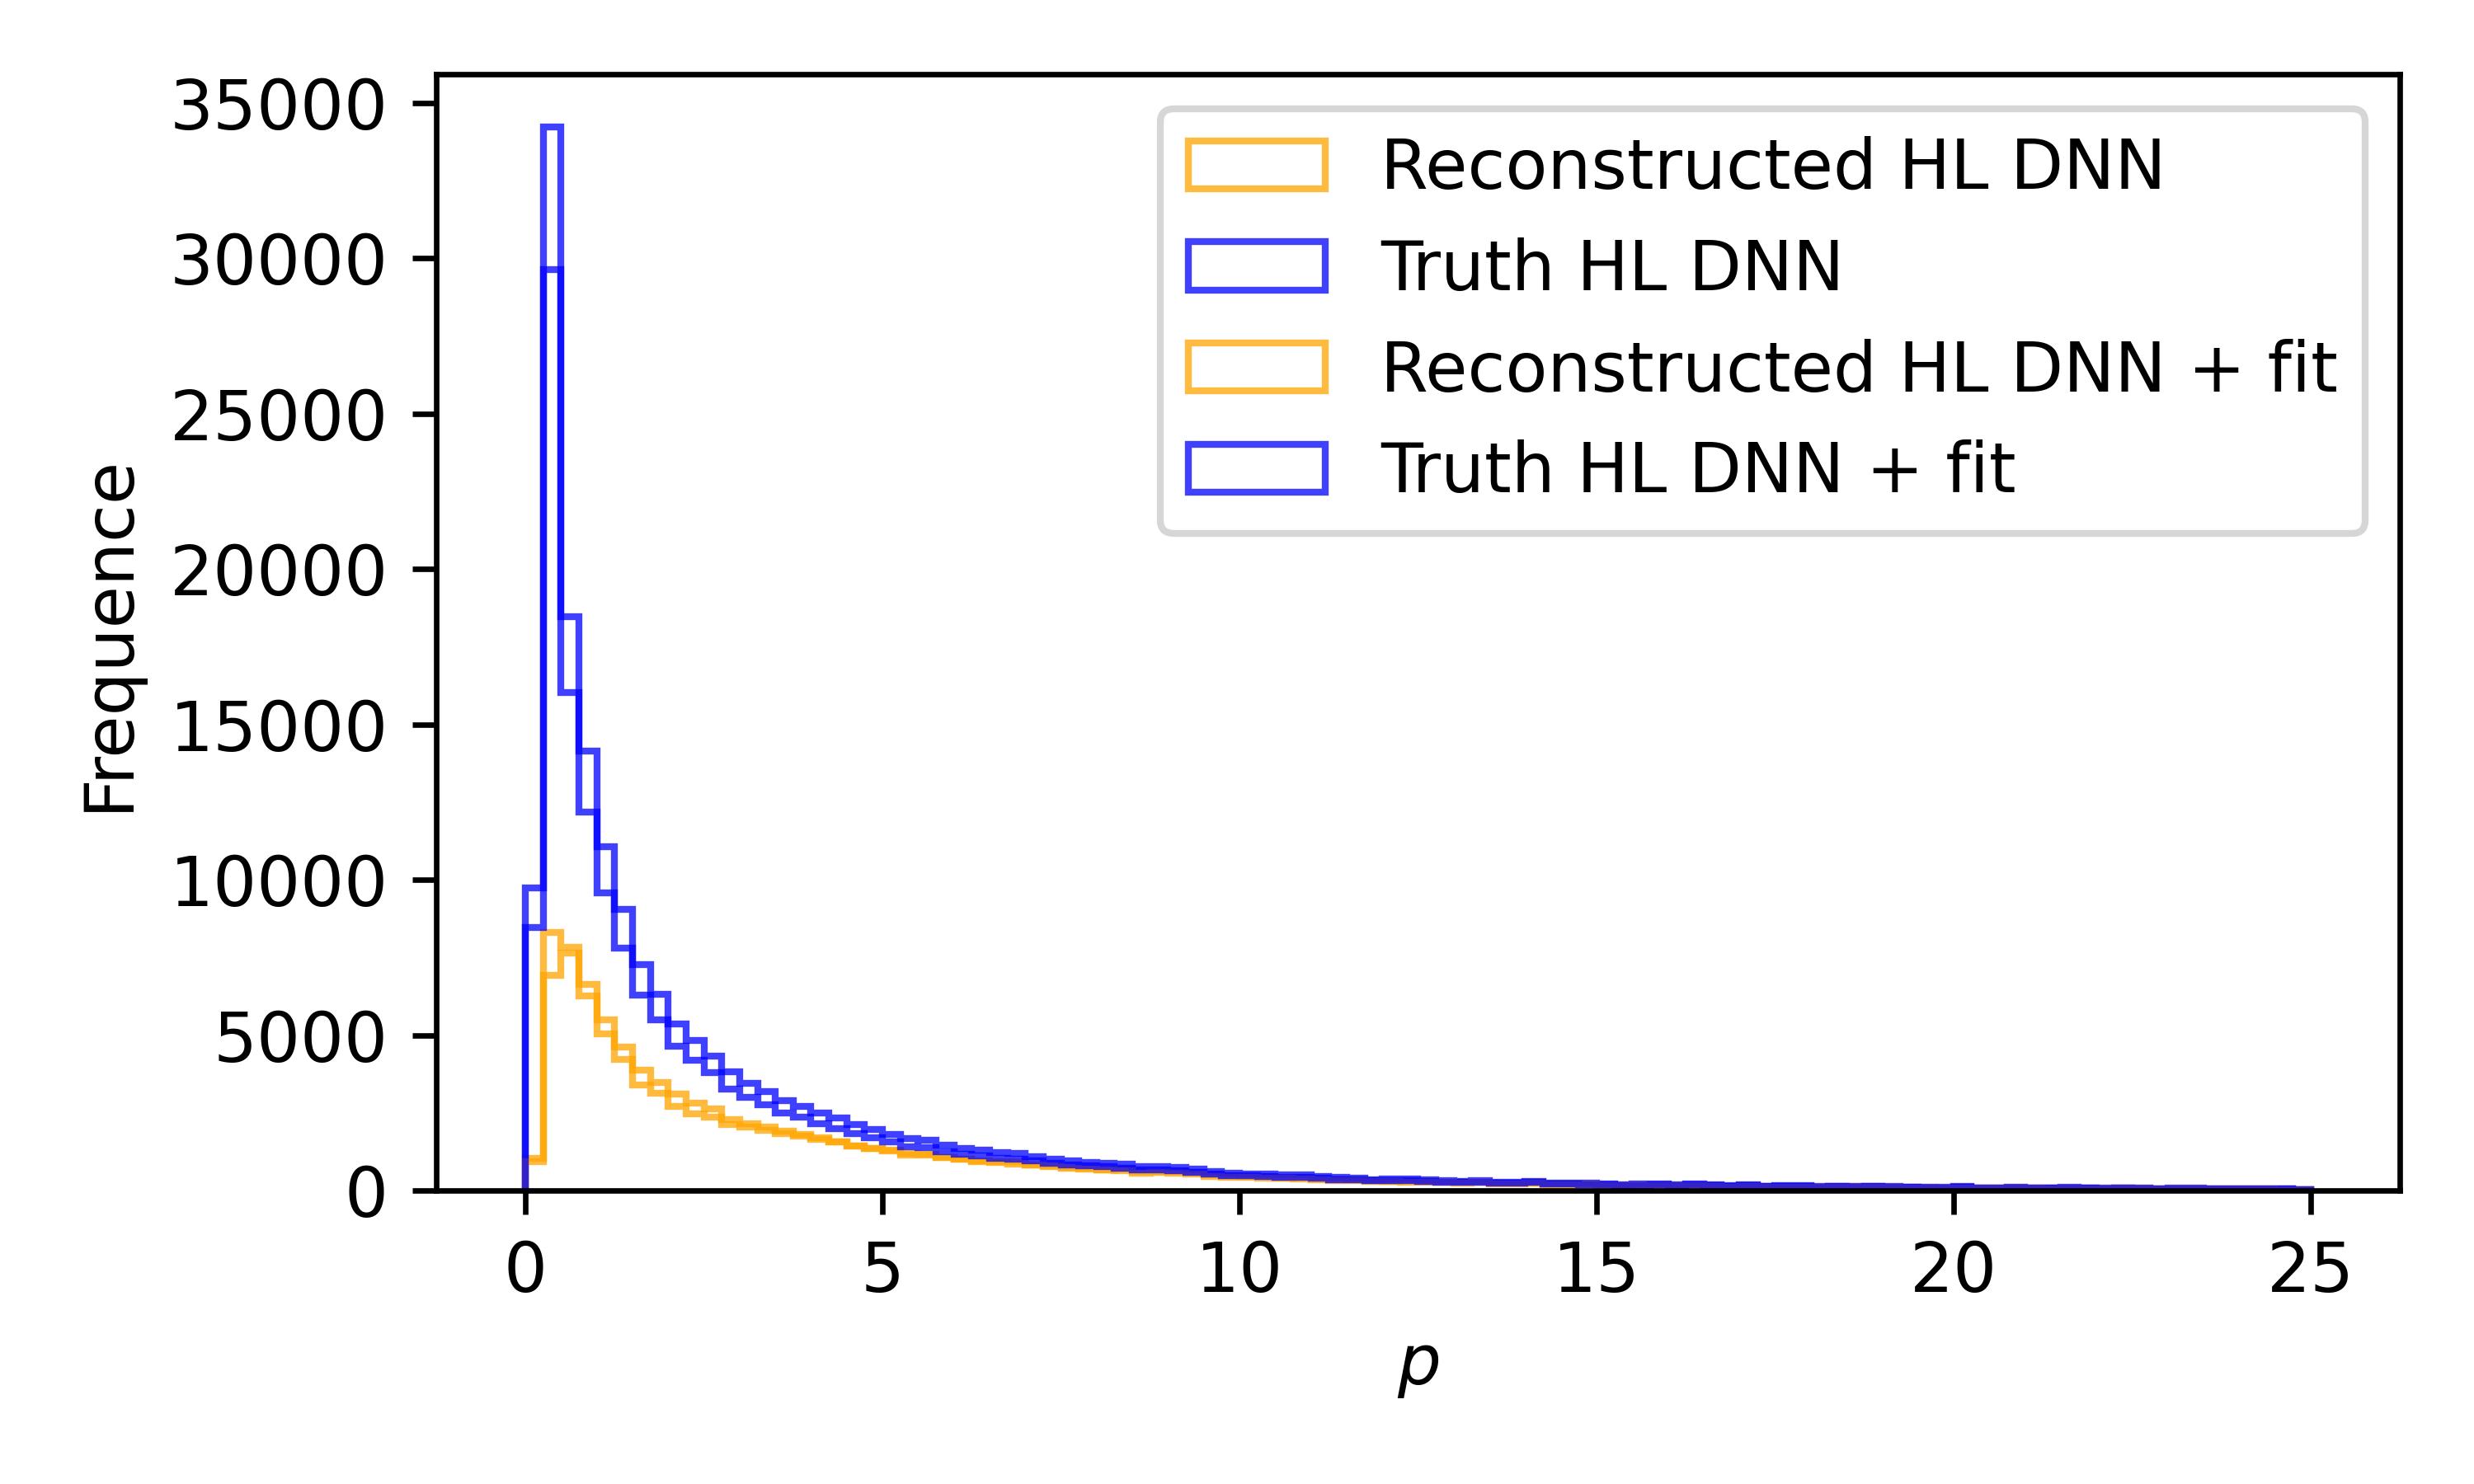 35000
30000
25000
20000
15000
10000
5000
0
Frequence
Reconstructed HL DNN
Truth HL DNN
Reconstructed HL DNN + fit
Truth HL DNN + fit
0 5 10 15 20 25
p